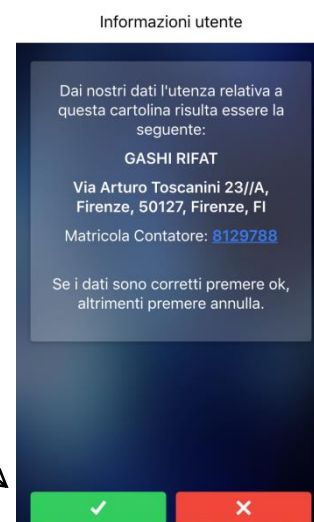 Informazioni utente
Dai nostri dati l'utenza relativa a
questa cartolina risulta essere la
seguente:
GASHI RIFAT
Via Arturo Toscanini 23//A,
Firenze, 50127, Firenze, FI
Matricola Contatore: 8129788
Se i dati sono corretti premere ok,
altrimenti premere annulla.